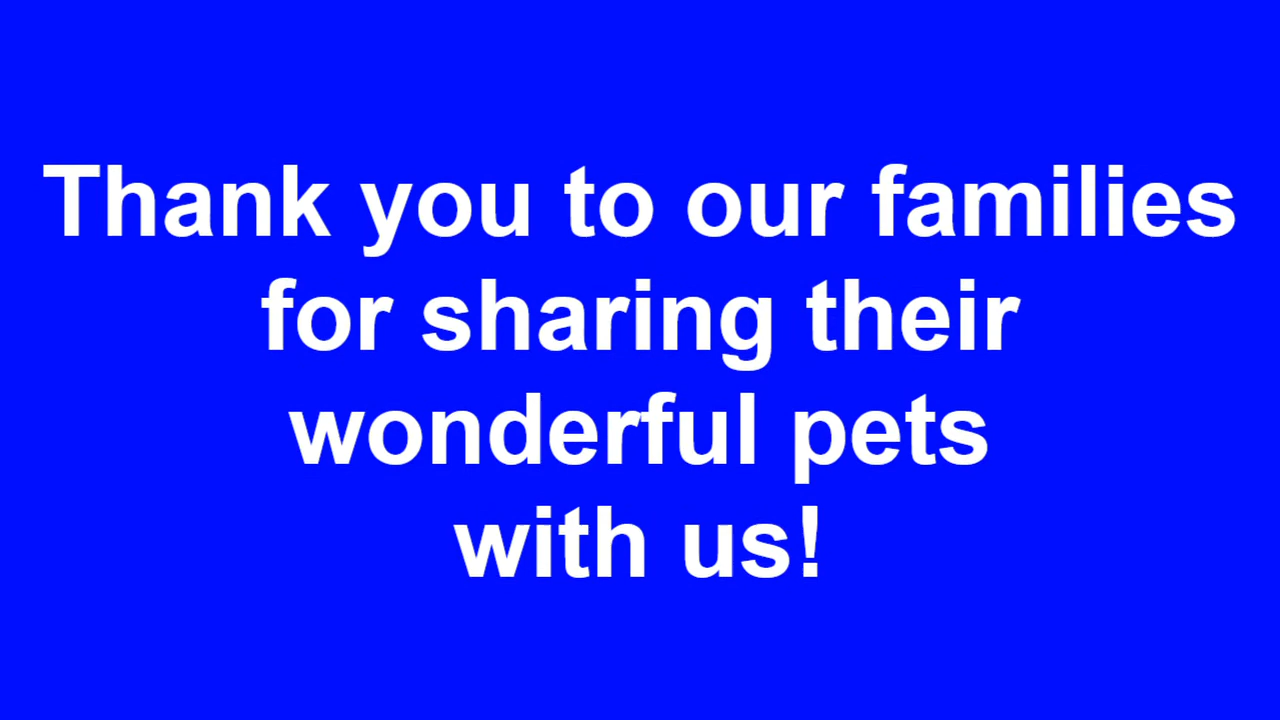 Thank you to our families
for sharing their
wonderful pets
with us!